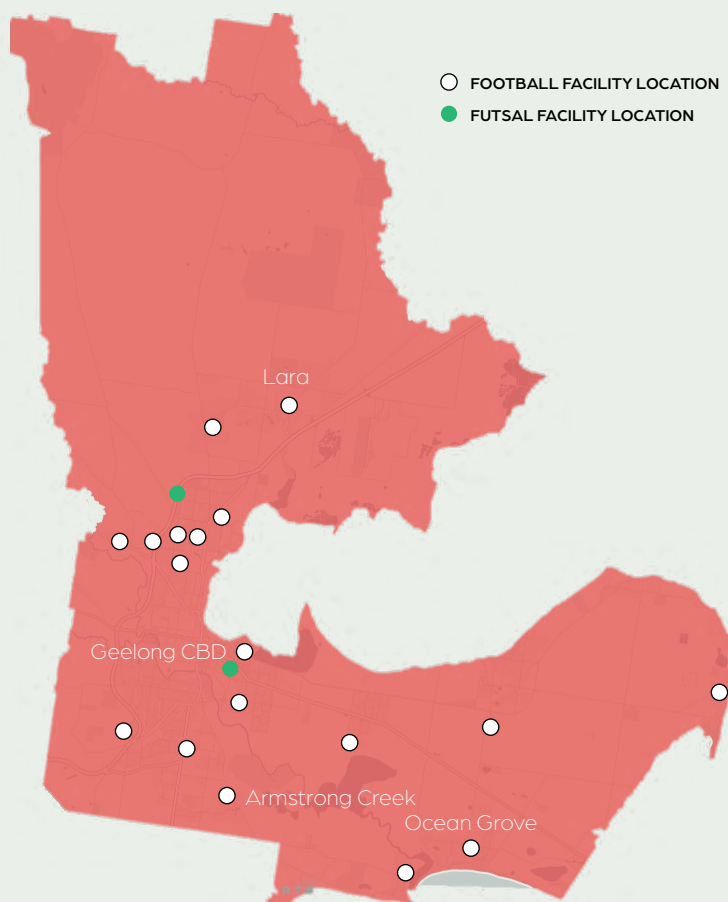 FOOTBALL FACILITY LOCATION
FUTSAL FACILITY LOCATION
Lara
Geelong CBD
Armstrong Creek
Ocean Grove